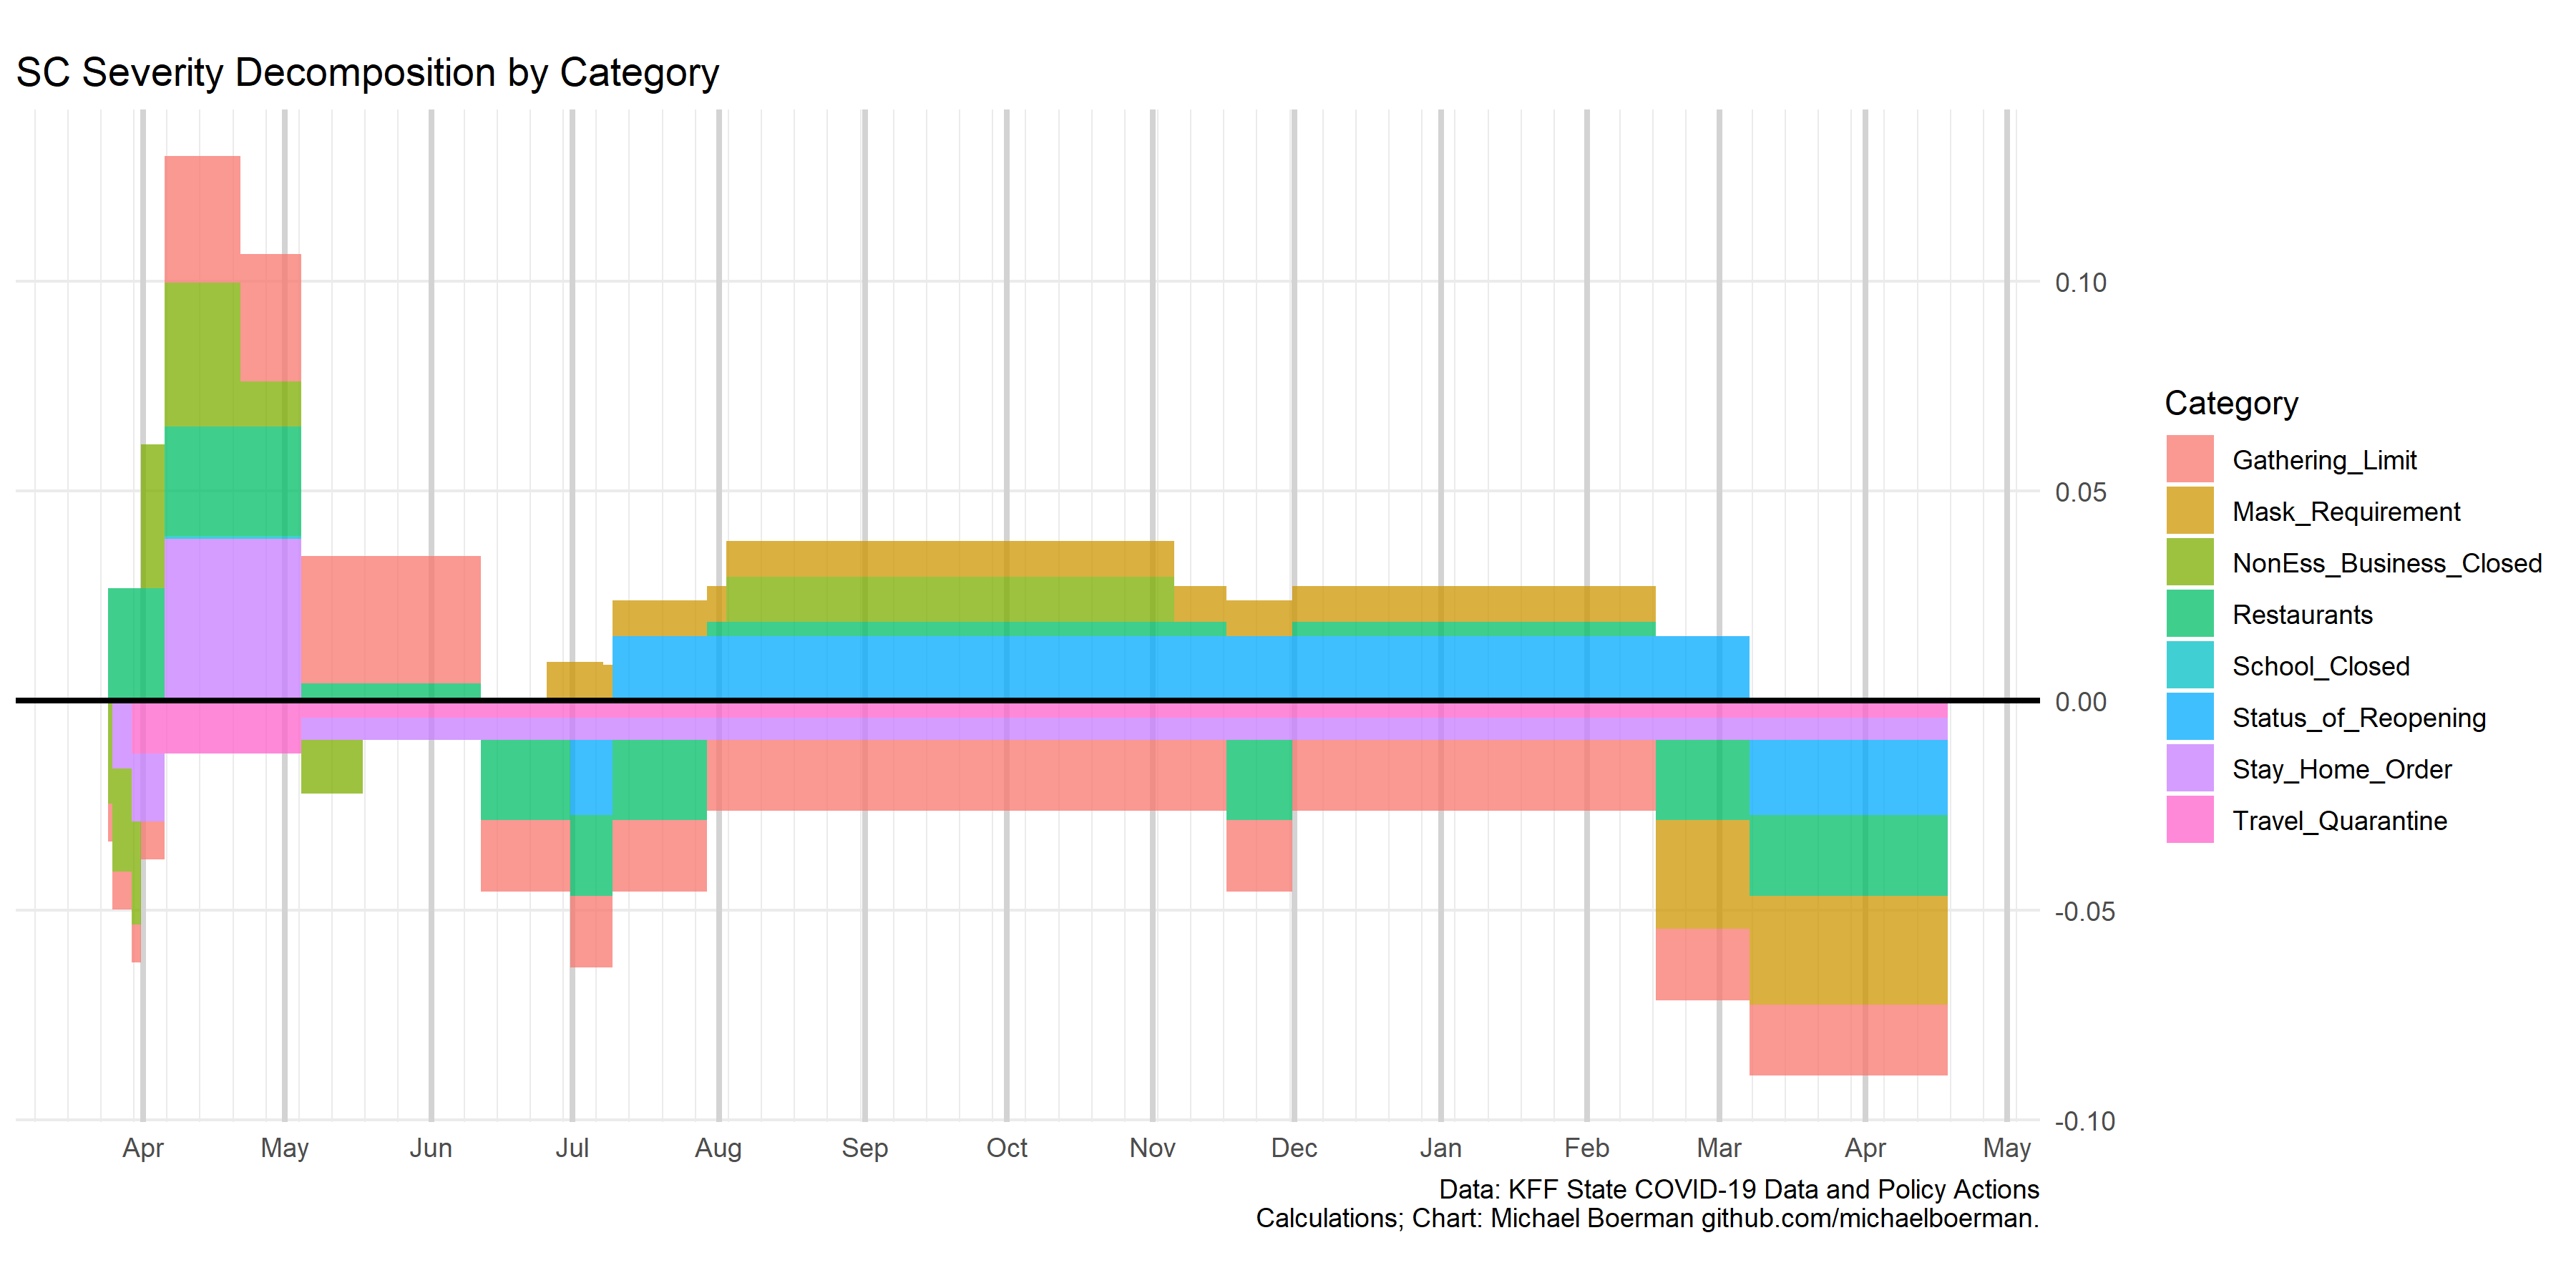 SC Severity Decomposition by Category
0.10
0.05
0.00
-0.05
-0.10
Apr May Jun Jul Aug Sep Oct Nov Dec Jan Feb Mar Apr May
Data: KFF State COVID-19 Data and Policy Actions
Calculations; Chart: Michael Boerman github.com/michaelboerman.
Category
Gathering_Limit
Mask_Requirement
NonEss_Business_Closed
Restaurants
School_Closed
Status_of_Reopening
Stay_Home_Order
Travel_Quarantine